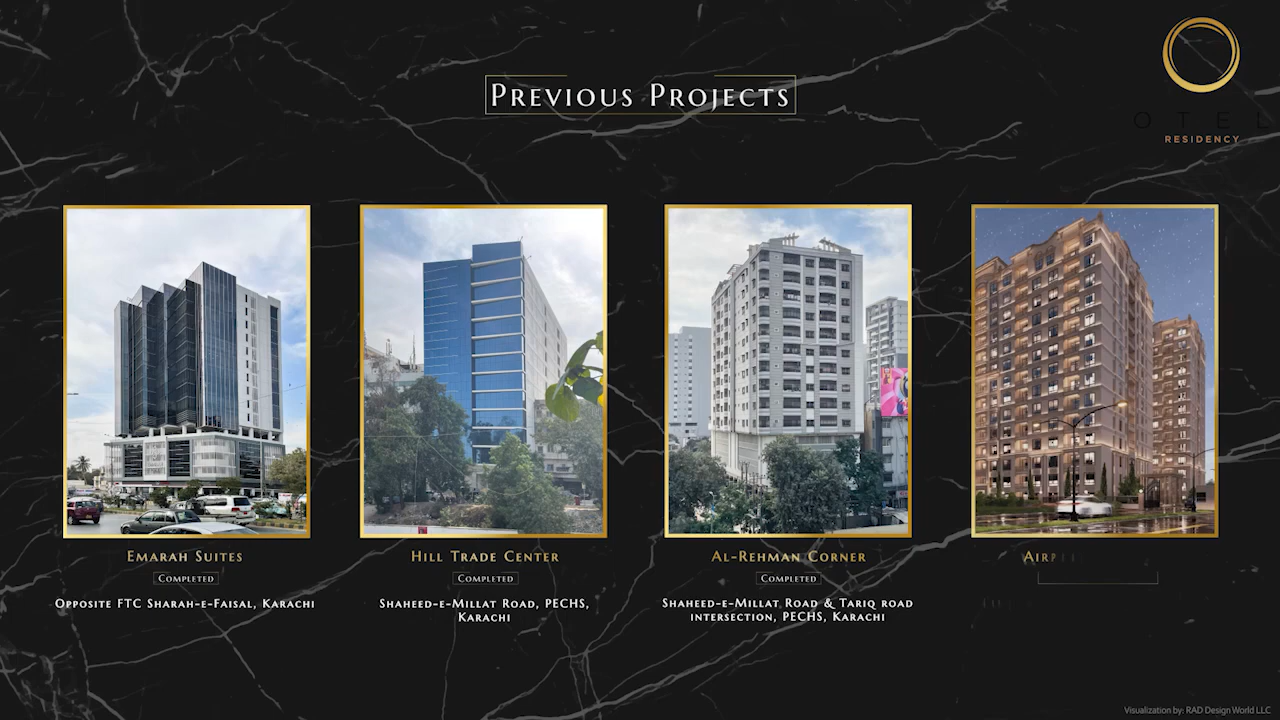 Previous Projects
OTEL
RESIDENCY
Emarah Suites
Completed
Opposite FTC Sharah-e-Faisal, Karachi
Hill Trade Center
Completed
Shaheed-e-Millat Road, PECHS,
Karachi
Al-Rehman Corner
Completed
Shaheed-e-Millat Road & Tariq road
intersection, PECHS, Karachi
Visualization by: RAD Design World LLC